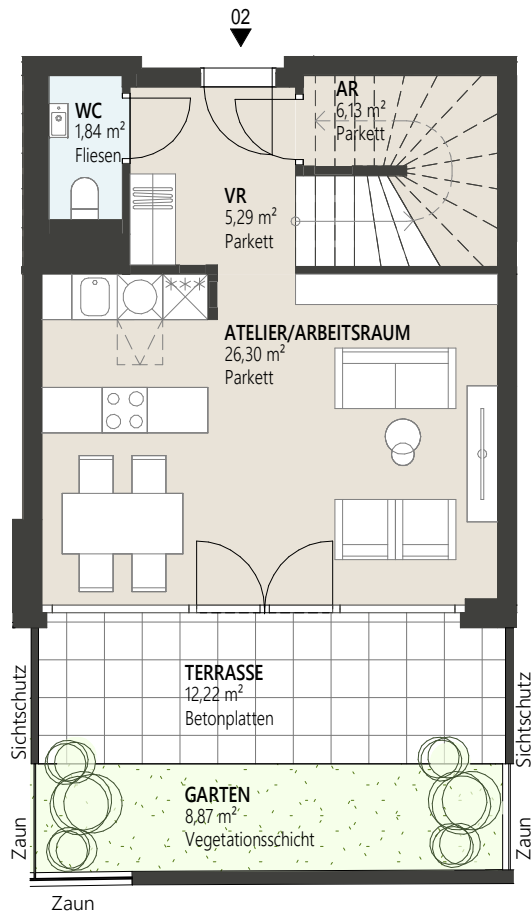 02
WC
1,84 m²
Fliesen
AR
6,13 m²
Parkett
VR
5,29 m²
Parkett
ATELIER/ARBEITSRAUM
26,30 m²
Parkett
TERRASSE
12,22 m²
Betonplatten
Sichtschutz
Sichtschutz
GARTEN
8,87 m²
Vegetationsschicht
Zaun
Zaun
Zaun